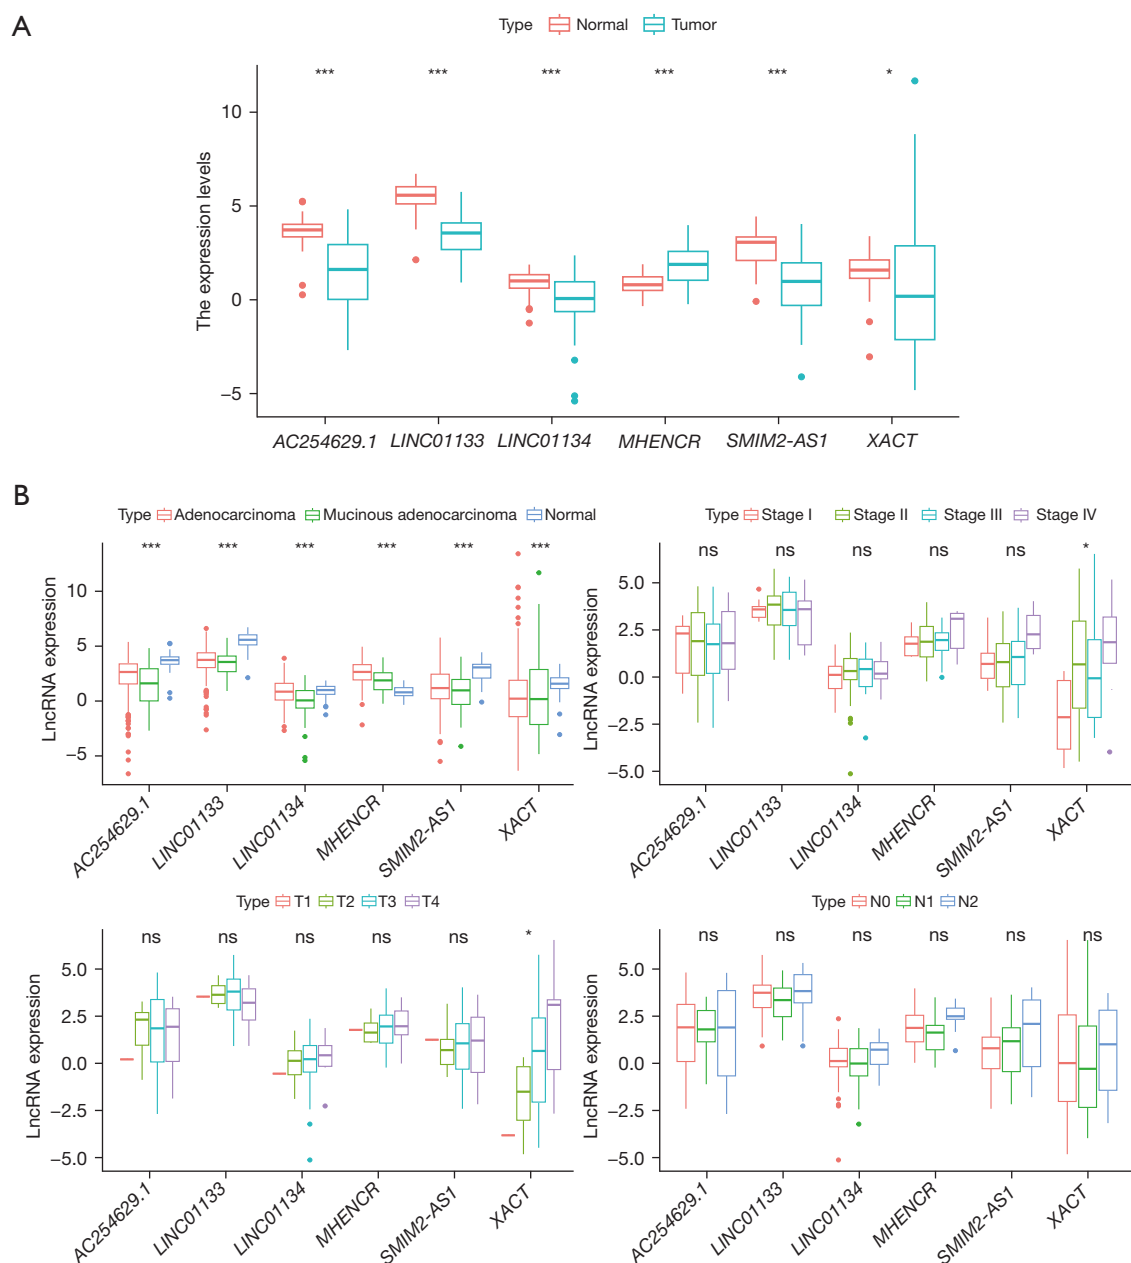 A
Type Normal Tumor
*** *** *** *** *** *
10
5
0
−5
The expression levels
AC254629.1 LINC01133 LINC01134 MHENCR SMIM2-AS1 XACT
B
Type Adenocarcinoma Mucinous adenocarcinoma Normal
*** *** *** *** *** ***
10
5
0
−5
LncRNA expression
AC254629.1 LINC01133 LINC01134 MHENCR SMIM2-AS1 XACT
Type Stage I Stage II Stage III Stage IV
ns ns ns ns ns *
5.0
2.5
0.0
−2.5
−5.0
LncRNA expression
AC254629.1 LINC01133 LINC01134 MHENCR SMIM2-AS1 XACT
Type T1 T2 T3 T4
ns ns ns ns ns *
5.0
2.5
0.0
−2.5
−5.0
LncRNA expression
AC254629.1 LINC01133 LINC01134 MHENCR SMIM2-AS1 XACT
Type N0 N1 N2
ns ns ns ns ns ns
5.0
2.5
0.0
−2.5
−5.0
LncRNA expression
AC254629.1 LINC01133 LINC01134 MHENCR SMIM2-AS1 XACT